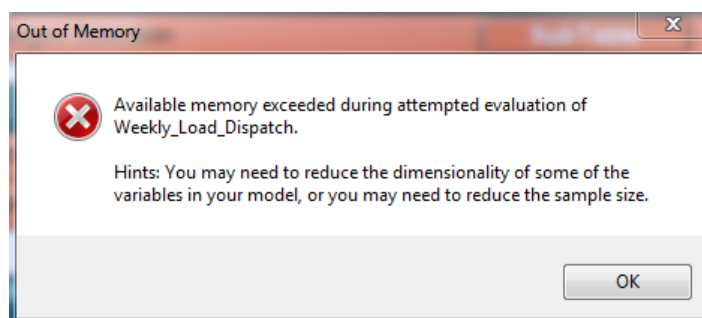 Out of Memory
Available memory exceeded during attempted evaluation of
Weekly_Load_Dispatch.
Hints: You may need to reduce the dimensionality of some of the
variables in your model, or you may need to reduce the sample size.
OK